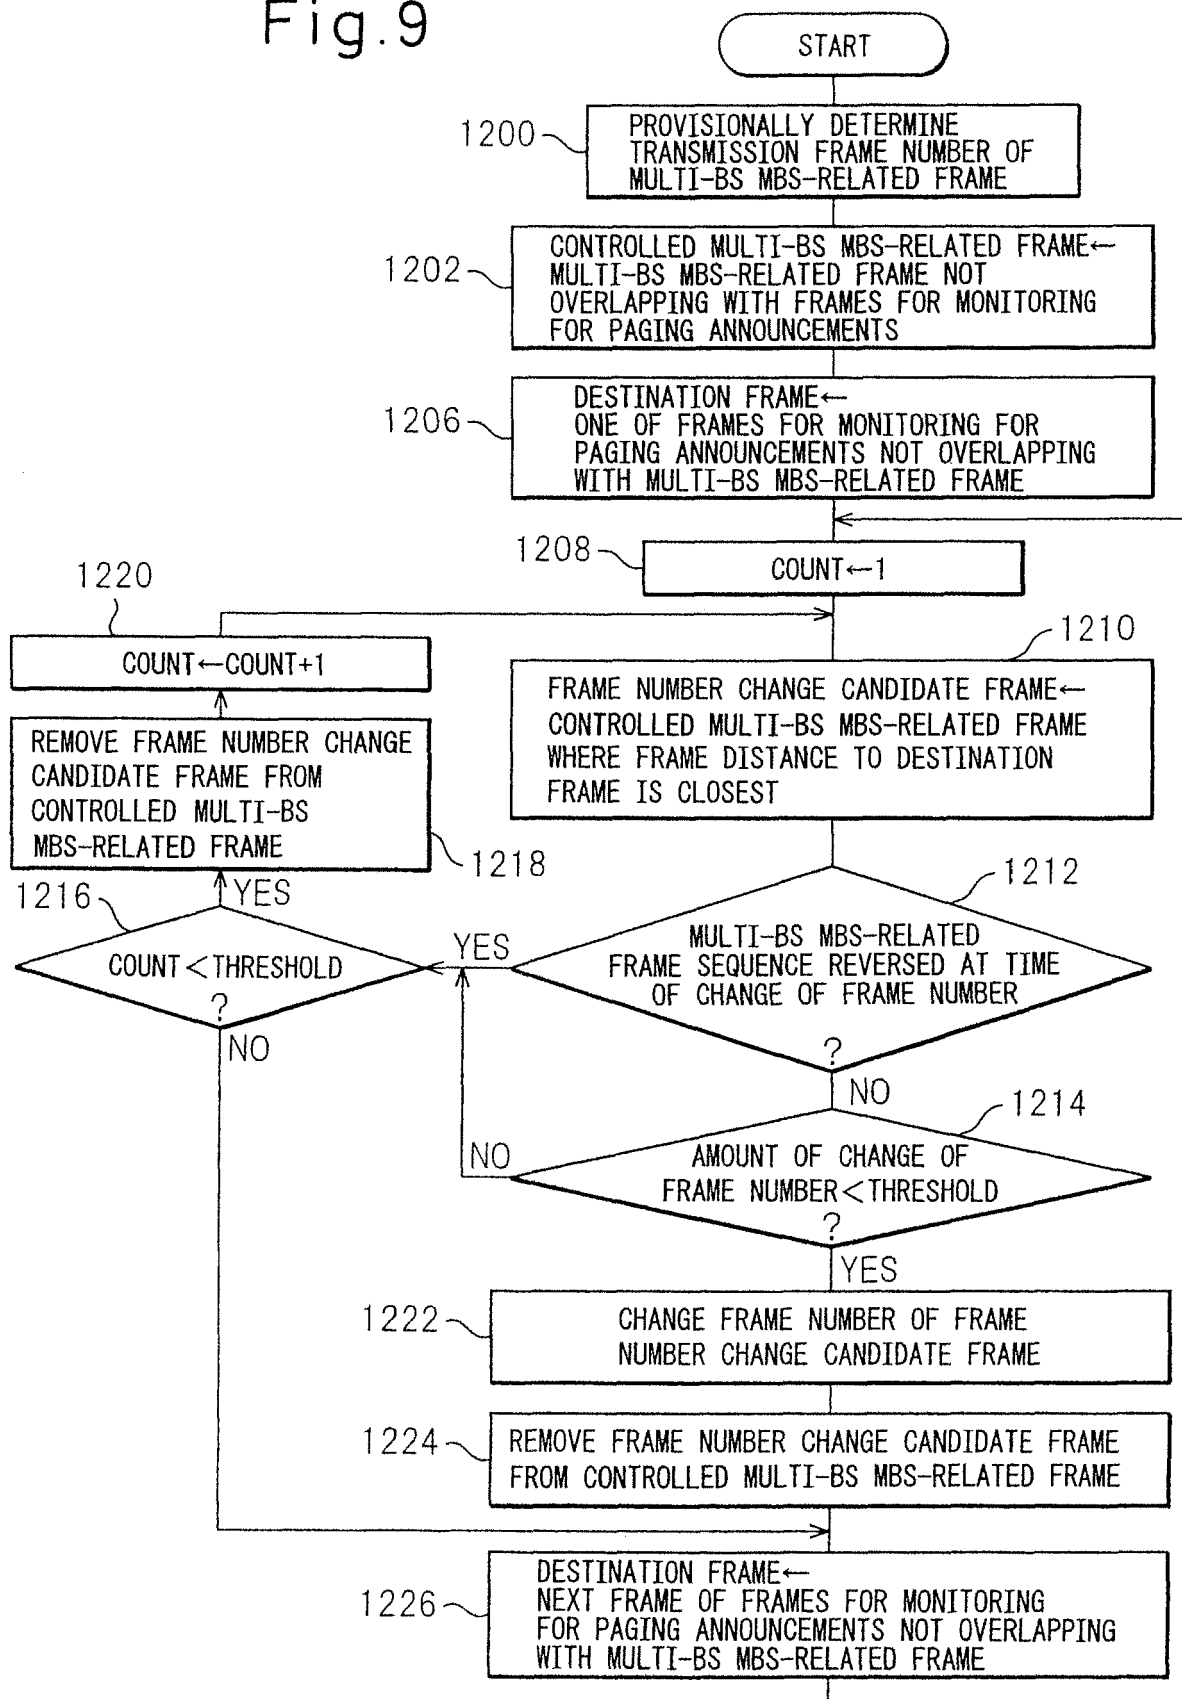 Fig.9
START
1200
PROVISIONALLY DETERMINE
TRANSMISSION FRAME NUMBER OF
MULTI-BS MBS-RELATED FRAME
1202
CONTROLLED MULTI-BS MBS-RELATED FRAME←
MULTI-BS MBS-RELATED FRAME NOT
OVERLAPPING WITH FRAMES FOR MONITORING
FOR PAGING ANNOUNCEMENTS
1206
DESTINATION FRAME←
ONE OF FRAMES FOR MONITORING FOR
PAGING ANNOUNCEMENTS NOT OVERLAPPING
WITH MULTI-BS MBS-RELATED FRAME
1208
COUNT←1
1220
COUNT←COUNT+1
1210
FRAME NUMBER CHANGE CANDIDATE FRAME←
CONTROLLED MULTI-BS MBS-RELATED FRAME
WHERE FRAME DISTANCE TO DESTINATION
FRAME IS CLOSEST
REMOVE FRAME NUMBER CHANGE
CANDIDATE FRAME FROM
CONTROLLED MULTI-BS
MBS-RELATED FRAME
1218
1216
YES
COUNT<THRESHOLD
?
NO
1212
YES
MULTI-BS MBS-RELATED
FRAME SEQUENCE REVERSED AT TIME
OF CHANGE OF FRAME NUMBER
?
NO
1214
NO
AMOUNT OF CHANGE OF
FRAME NUMBER<THRESHOLD
?
YES
1222
CHANGE FRAME NUMBER OF FRAME
NUMBER CHANGE CANDIDATE FRAME
1224
REMOVE FRAME NUMBER CHANGE CANDIDATE FRAME
FROM CONTROLLED MULTI-BS MBS-RELATED FRAME
1226
DESTINATION FRAME←
NEXT FRAME OF FRAMES FOR MONITORING
FOR PAGING ANNOUNCEMENTS NOT OVERLAPPING
WITH MULTI-BS MBS-RELATED FRAME